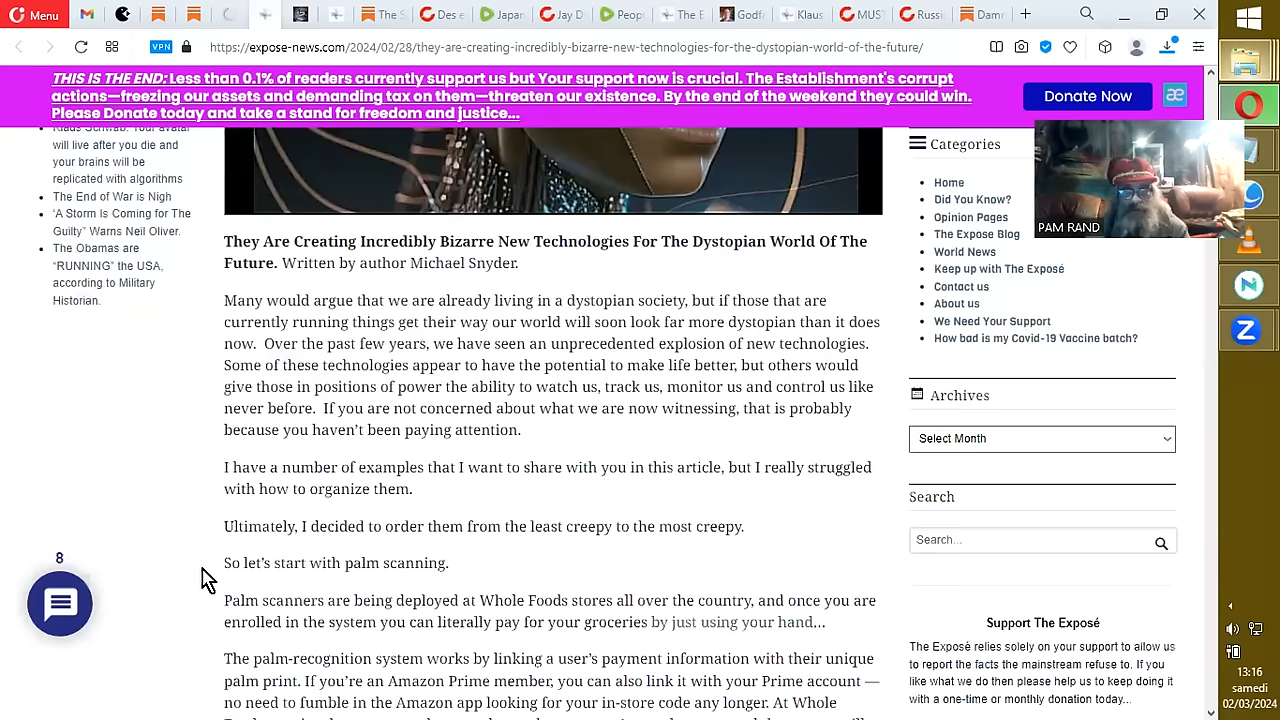 Menu
The S
Des e
Japan
Jay D
Peop
The E
Godfa
Klaus
MUS
Russi
Damn
VPN
https://expose-news.com/2024/02/28/they-are-creating-incredibly-bizarre-new-technologies-for-the-dystopian-world-of-the-future/
THIS IS THE END: Less than 0.1% of readers currently support us but Your support now is crucial. The Establishment's corrupt
actions—freezing our assets and demanding tax on them—threaten our existence. By the end of the weekend they could win.
Please Donate today and take a stand for freedom and justice...
Donate Now
æ
Klaus Schwab: Your avatar
will live after you die and
your brains will be
replicated with algorithms
The End of War is Nigh
‘A Storm Is Coming for The
Guilty” Warns Neil Oliver.
The Obamas are
“RUNNING” the USA,
according to Military
Historian.
They Are Creating Incredibly Bizarre New Technologies For The Dystopian World Of The
Future. Written by author Michael Snyder.
Many would argue that we are already living in a dystopian society, but if those that are
currently running things get their way our world will soon look far more dystopian than it does
now.  Over the past few years, we have seen an unprecedented explosion of new technologies.
Some of these technologies appear to have the potential to make life better, but others would
give those in positions of power the ability to watch us, track us, monitor us and control us like
never before.  If you are not concerned about what we are now witnessing, that is probably
because you haven’t been paying attention.
I have a number of examples that I want to share with you in this article, but I really struggled
with how to organize them.
Ultimately, I decided to order them from the least creepy to the most creepy.
So let’s start with palm scanning.
Palm scanners are being deployed at Whole Foods stores all over the country, and once you are
enrolled in the system you can literally pay for your groceries by just using your hand…
The palm-recognition system works by linking a user’s payment information with their unique
palm print. If you’re an Amazon Prime member, you can also link it with your Prime account —
no need to fumble in the Amazon app looking for your in-store code any longer. At Whole
8
Categories
Home
Did You Know?
Opinion Pages
The Expose Blog
World News
Keep up with The Exposé
Contact us
About us
We Need Your Support
How bad is my Covid-19 Vaccine batch?
Archives
Select Month
Search
Search...
Support The Exposé
The Exposé relies solely on your support to allow us
to report the facts the mainstream refuse to. If you
like what we do then please help us to keep doing it
with a one-time or monthly donation today...
PAM RAND
13:16
samedi
02/03/2024